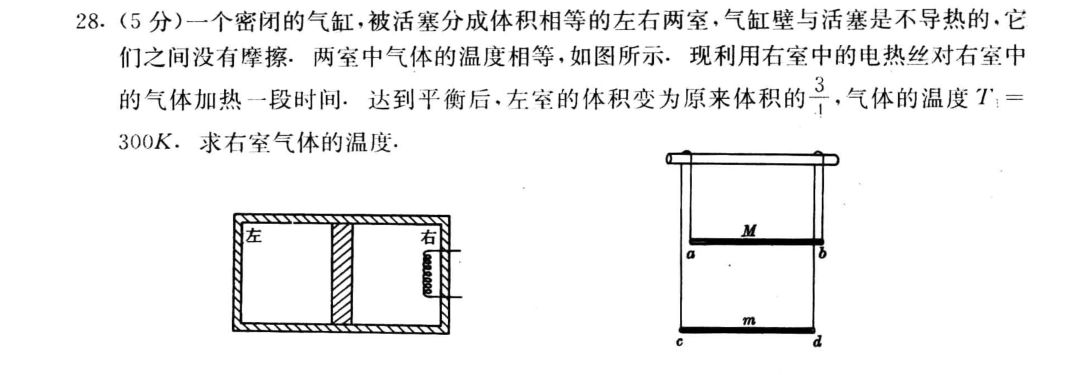 28.(5分)一个密闭的气缸,被活塞分成体积相等的左右两室,气缸壁与活塞是不导热的,它
们之间没有摩擦. 两室中气体的温度相等,如图所示. 现利用右室中的电热丝对右室中
的气体加热一段时间. 达到平衡后,左室的体积变为原来体积的3/4,气体的温度T₁=
300K. 求右室气体的温度.
左
右
M
a
b
m
c
d